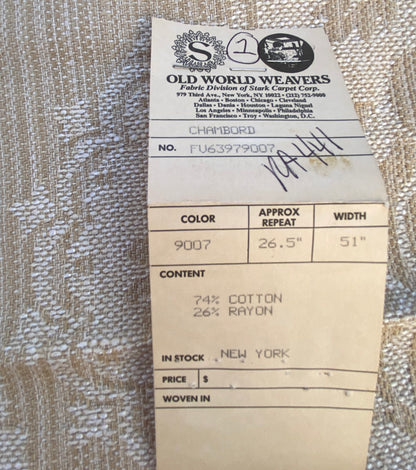 S
1
OLD WORLD WEAVERS
Fabric Division of Stark Carpet Corp.
979 Third Ave., New York, NY 10022 • (212) 752-9000
Atlanta • Boston • Chicago • Cleveland
Dallas • Dania • Houston • Laguna Niguel
Los Angeles • Minneapolis • Philadelphia
San Francisco • Troy • Washington, D.C.
CHAMBORD
NO. FV63979007
COLOR APPROX REPEAT WIDTH
9007 26.5" 51"
CONTENT
74% COTTON
26% RAYON
IN STOCK NEW YORK
PRICE $
WOVEN IN